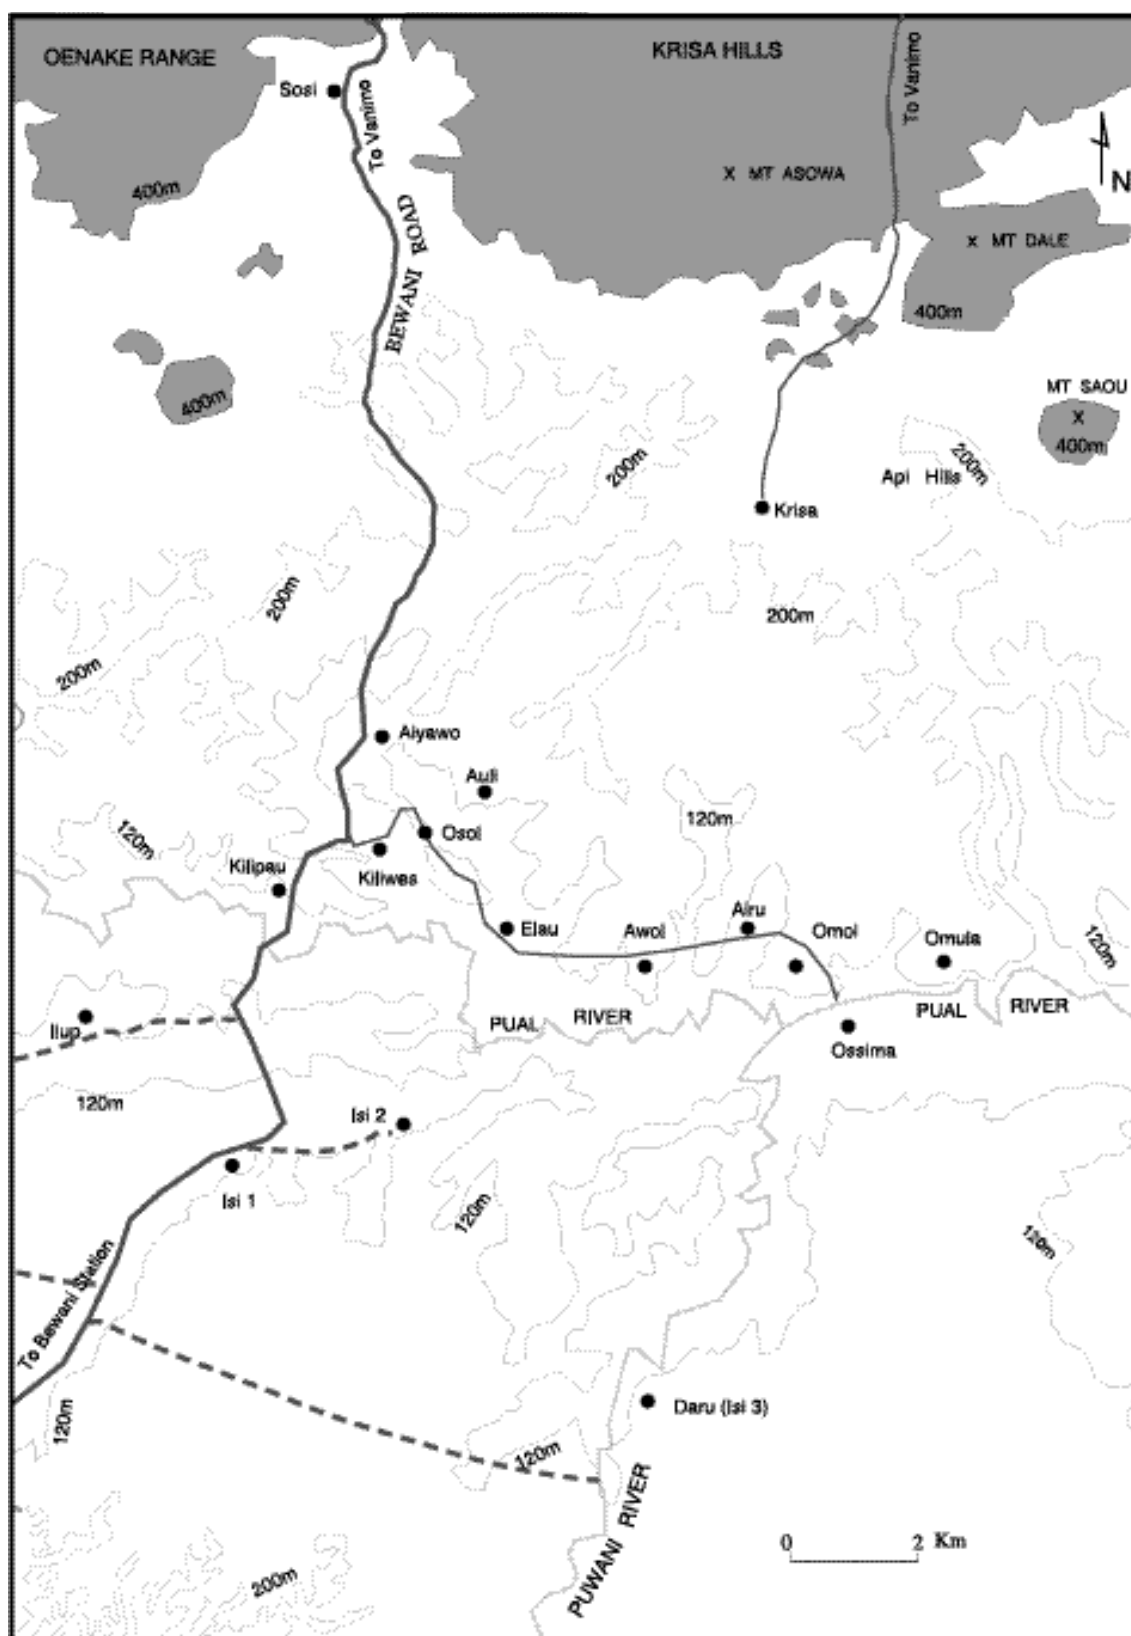 OENAKE RANGE
KRISA HILLS
To Vanimo
Sosi
To Vanimo
X MT ASOWA
N
400m
BEWANI ROAD
X MT DALE
400m
400m
MT SAOU
X
400m
200m
200m
Api Hills
Krisa
200m
200m
200m
Aiyawo
Auli
120m
120m
Osol
Kilipau
Kiliwes
Elau
Awol
Airu
Omol
Omula
120m
Ilup
PUAL RIVER
PUAL RIVER
Ossima
120m
Isi 2
Isi 1
120m
120m
To Bewani Station
Daru (Isi 3)
120m
120m
PUWANI RIVER
0 2 Km
200m